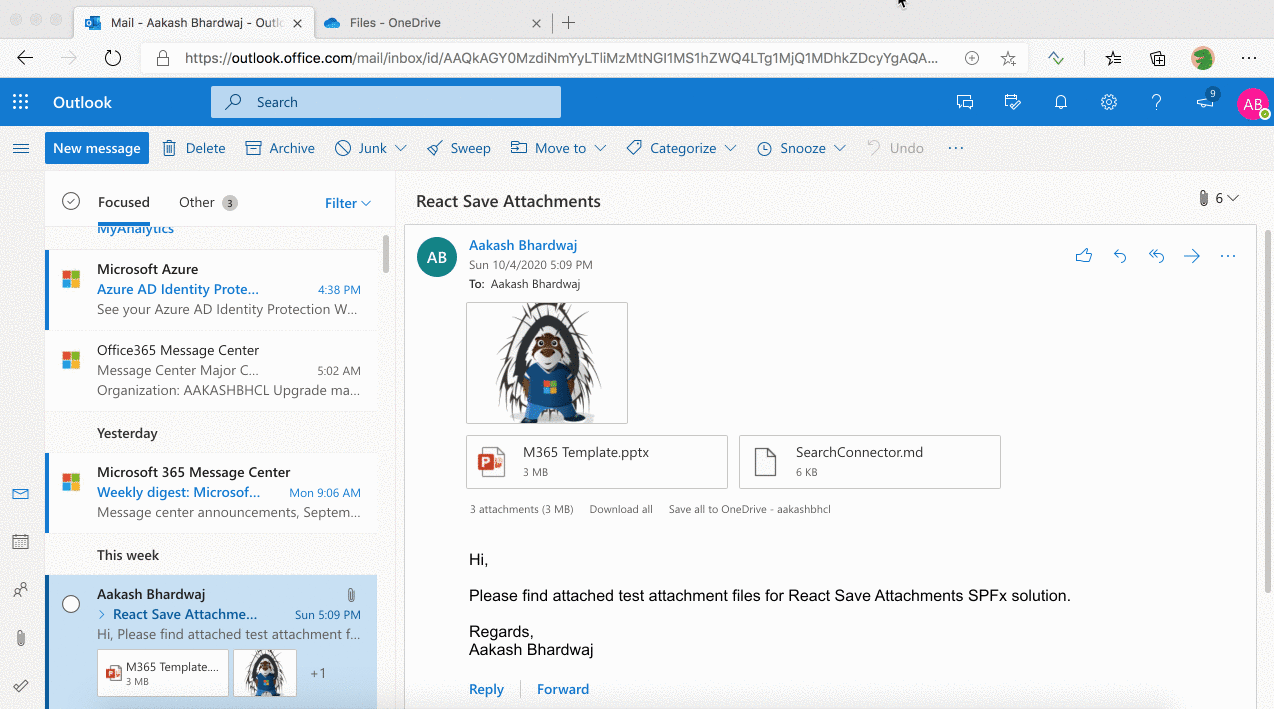 Mail - Aakash Bhardwaj - Outl
Files - OneDrive
https://outlook.office.com/mail/inbox/id/AAQkAGY0MzdiNmYyLTliMzMtNGI1MS1hZWQ4LTg1MjQ1MDhkZDcyYgAQA...
Outlook
Search
9
AB
New message
Delete
Archive
Junk
Sweep
Move to
Categorize
Snooze
Undo
Focused
Other 3
Filter
MyAnalytics
Microsoft Azure
Azure AD Identity Prote... 4:38 PM
See your Azure AD Identity Protection W...
Office365 Message Center
Message Center Major C... 5:02 AM
Organization: AAKASHBHCL Upgrade ma...
Yesterday
Microsoft 365 Message Center
Weekly digest: Microsof... Mon 9:06 AM
Message center announcements, Septem...
This week
Aakash Bhardwaj
React Save Attachme... Sun 5:09 PM
Hi, Please find attached test attachment f...
M365 Template....
3 MB
+1
React Save Attachments
6
AB
Aakash Bhardwaj
Sun 10/4/2020 5:09 PM
To: Aakash Bhardwaj
M365 Template.pptx
3 MB
SearchConnector.md
6 KB
3 attachments (3 MB) Download all Save all to OneDrive - aakashbhcl
Hi,
Please find attached test attachment files for React Save Attachments SPFx solution.
Regards,
Aakash Bhardwaj
Reply
Forward